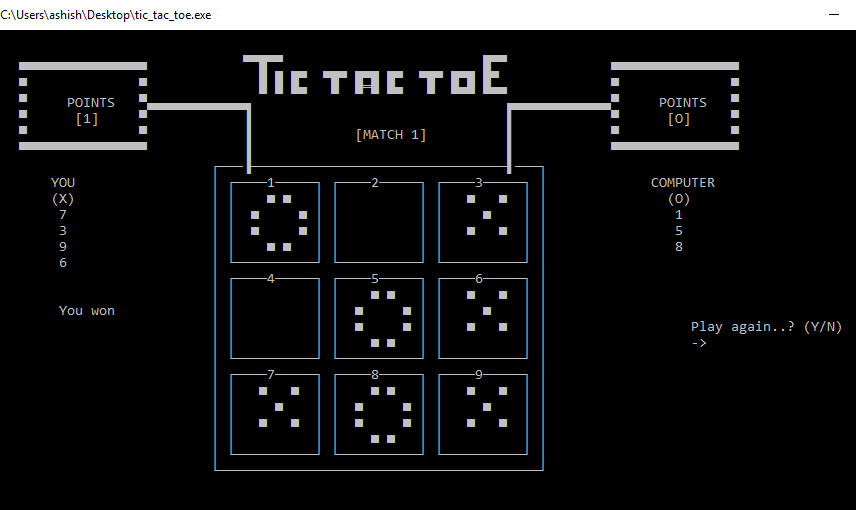 C:\Users\ashish\Desktop\tic_tac_toe.exe
TIC TAC TOE
POINTS
[1]
POINTS
[O]
[MATCH 1]
YOU
(X)
7
3
9
6
You won
1 2 3
4 5 6
7 8 9
COMPUTER
(O)
1
5
8
Play again..? (Y/N)
->